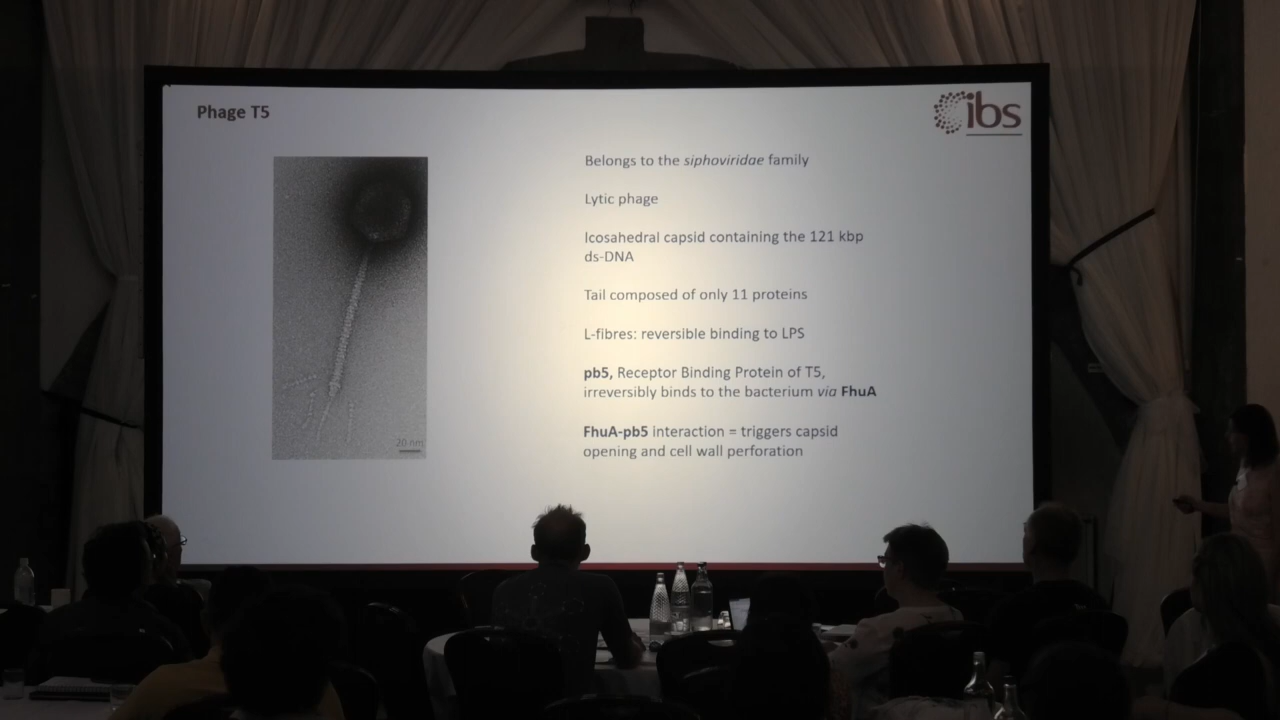 Phage T5
ibs
Belongs to the siphoviridae family
Lytic phage
Icosahedral capsid containing the 121 kbp
ds-DNA
Tail composed of only 11 proteins
L-fibres: reversible binding to LPS
pb5, Receptor Binding Protein of T5,
irreversibly binds to the bacterium via FhuA
FhuA-pb5 interaction = triggers capsid
opening and cell wall perforation
20 nm